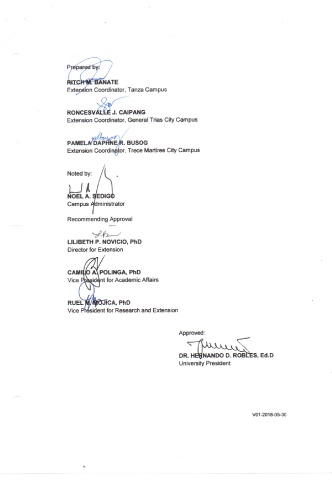 Prepared by:
RITCH M. BANATE
Extension Coordinator, Tanza Campus
RONCESVALLE J. CAIPANG
Extension Coordinator, General Trias City Campus
PAMELA DAPHNE R. BUSOG
Extension Coordinator, Trece Martires City Campus
Noted by:
NOEL A. SEDIGO
Campus Administrator
Recommending Approval
LILIBETH P. NOVICIO, PhD
Director for Extension
CAMILO A. POLINGA, PhD
Vice President for Academic Affairs
RUEL M. MOJICA, PhD
Vice President for Research and Extension
Approved:
DR. HERNANDO D. ROBLES, Ed.D
University President
V01-2018-05-30